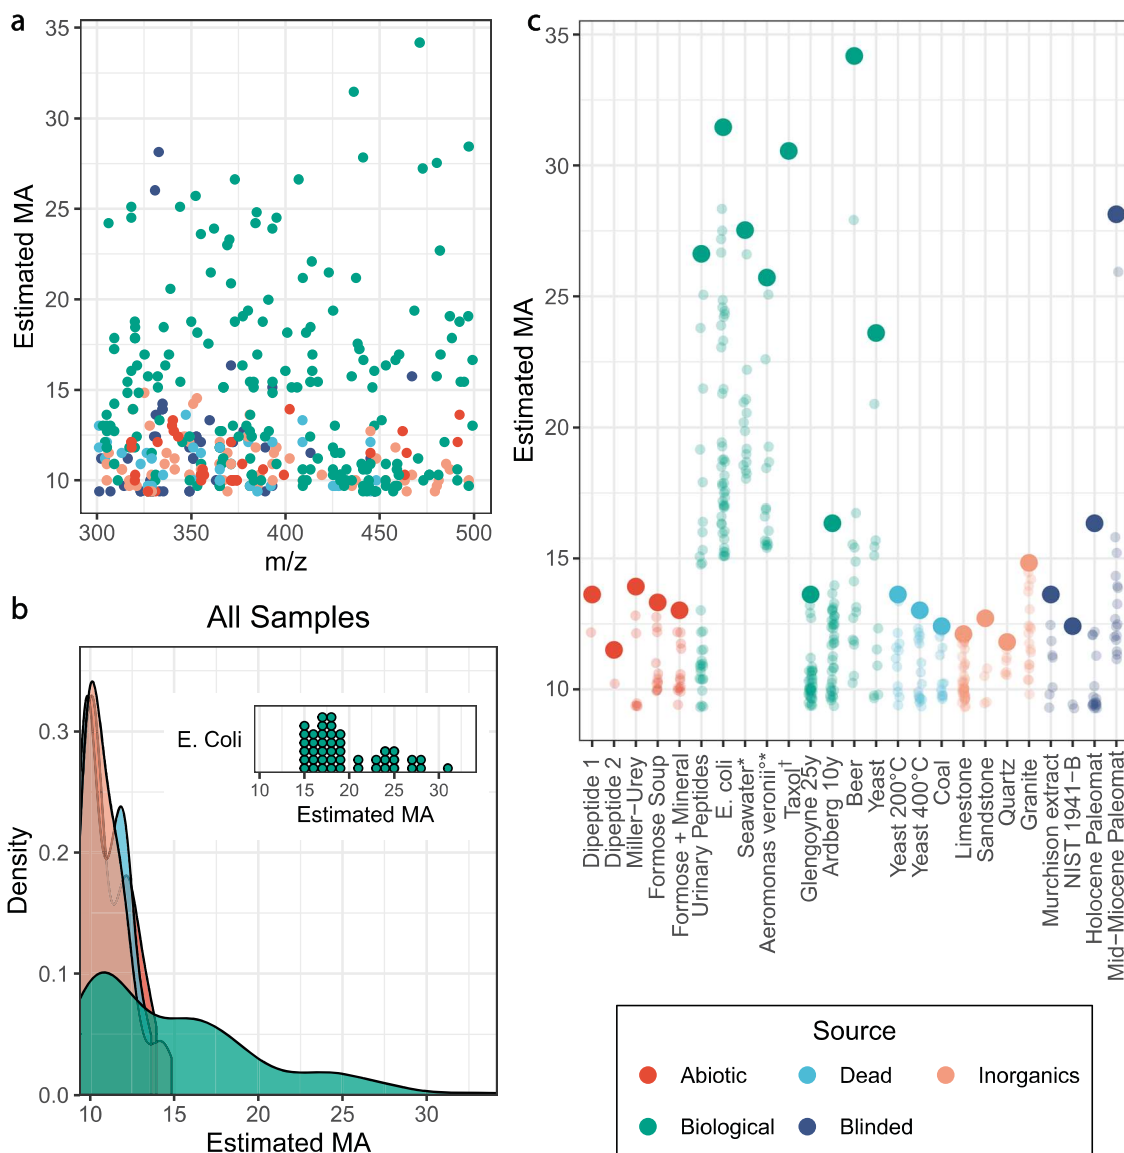 a
35
30
25
20
15
10
Estimated MA
300
350
400
450
500
m/z
b
All Samples
0.3
0.2
0.1
0.0
Density
E. Coli
10
15
20
25
30
Estimated MA
10
15
20
25
30
Estimated MA
c
35
30
25
20
15
10
Estimated MA
Dipeptide 1
Dipeptide 2
Miller−Urey
Formose Soup
Formose + Mineral
Urinary Peptides
E. coli
Seawater*
Aeromonas veronii°*
Taxol†
Glengoyne 25y
Ardberg 10y
Beer
Yeast
Yeast 200°C
Yeast 400°C
Coal
Limestone
Sandstone
Quartz
Granite
Murchison extract
NIST 1941−B
Holocene Paleomat
Mid−Miocene Paleomat
Source
Abiotic
Dead
Inorganics
Biological
Blinded